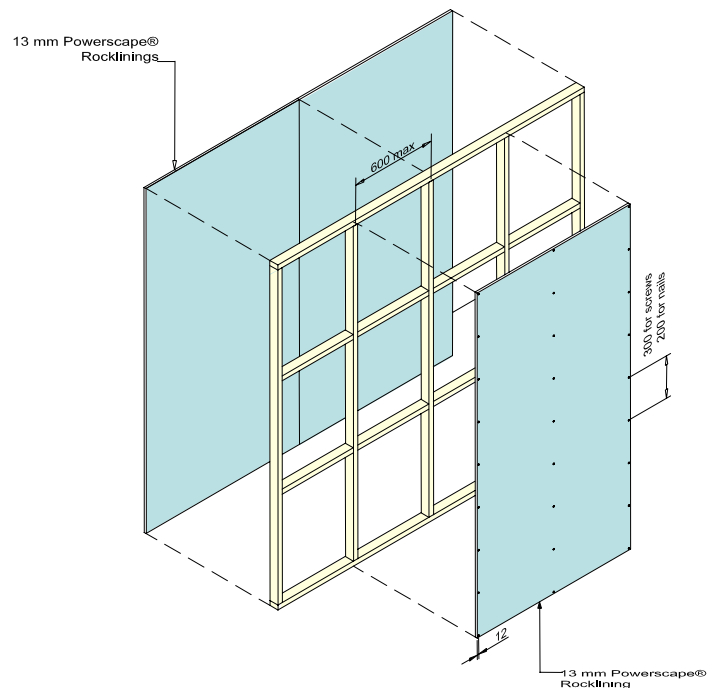 13 mm Powerscape®
Rocklinings
600 max
300 for screws
200 for nails
12
13 mm Powerscape®
Rocklining